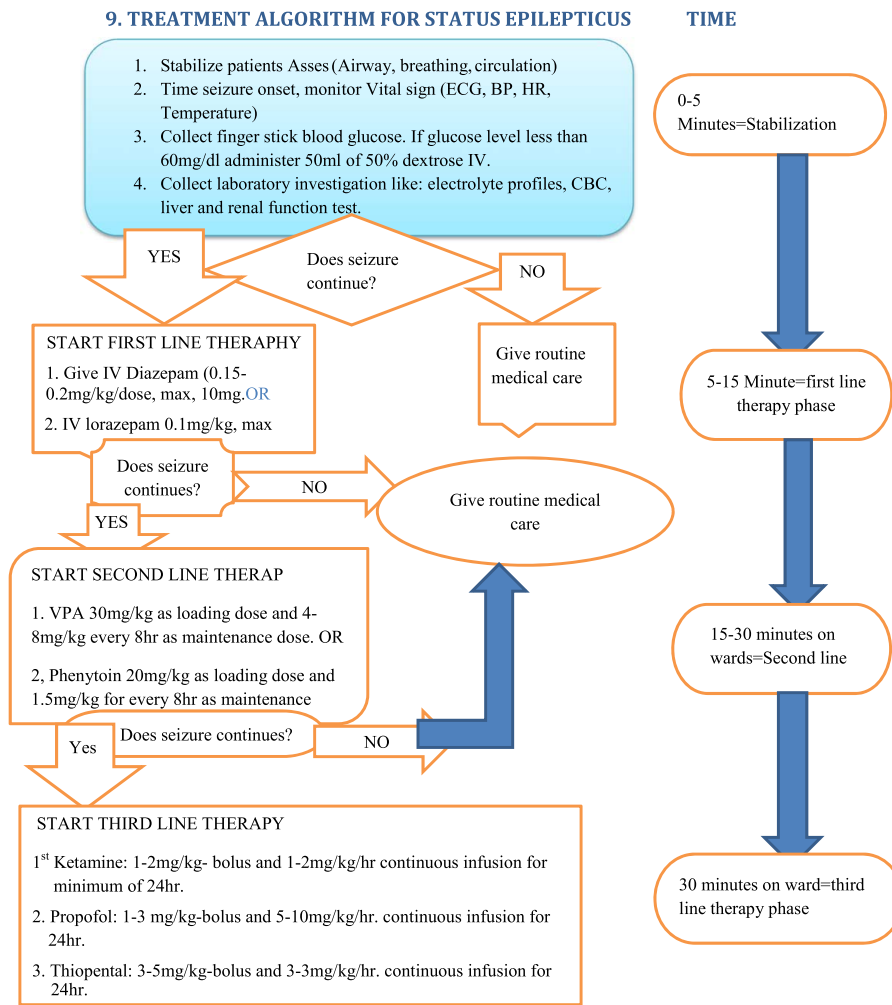 9. TREATMENT ALGORITHM FOR STATUS EPILEPTICUS
TIME
1. Stabilize patients Asses (Airway, breathing, circulation)
2. Time seizure onset, monitor Vital sign (ECG, BP, HR,
Temperature)
3. Collect finger stick blood glucose. If glucose level less than
60mg/dl administer 50ml of 50% dextrose IV.
4. Collect laboratory investigation like: electrolyte profiles, CBC,
liver and renal function test.
0-5
Minutes=Stabilization
YES
Does seizure
continue?
NO
START FIRST LINE THERAPHY
1. Give IV Diazepam (0.15-
0.2mg/kg/dose, max, 10mg.OR
2. IV lorazepam 0.1mg/kg, max
Give routine
medical care
5-15 Minute=first line
therapy phase
Does seizure
continues?
NO
Give routine medical
care
YES
START SECOND LINE THERAP
1. VPA 30mg/kg as loading dose and 4-
8mg/kg every 8hr as maintenance dose. OR
2, Phenytoin 20mg/kg as loading dose and
1.5mg/kg for every 8hr as maintenance
15-30 minutes on
wards=Second line
Yes
Does seizure continues?
NO
START THIRD LINE THERAPY
1st Ketamine: 1-2mg/kg- bolus and 1-2mg/kg/hr continuous infusion for
minimum of 24hr.
2. Propofol: 1-3 mg/kg-bolus and 5-10mg/kg/hr. continuous infusion for
24hr.
3. Thiopental: 3-5mg/kg-bolus and 3-3mg/kg/hr. continuous infusion for
24hr.
30 minutes on ward=third
line therapy phase